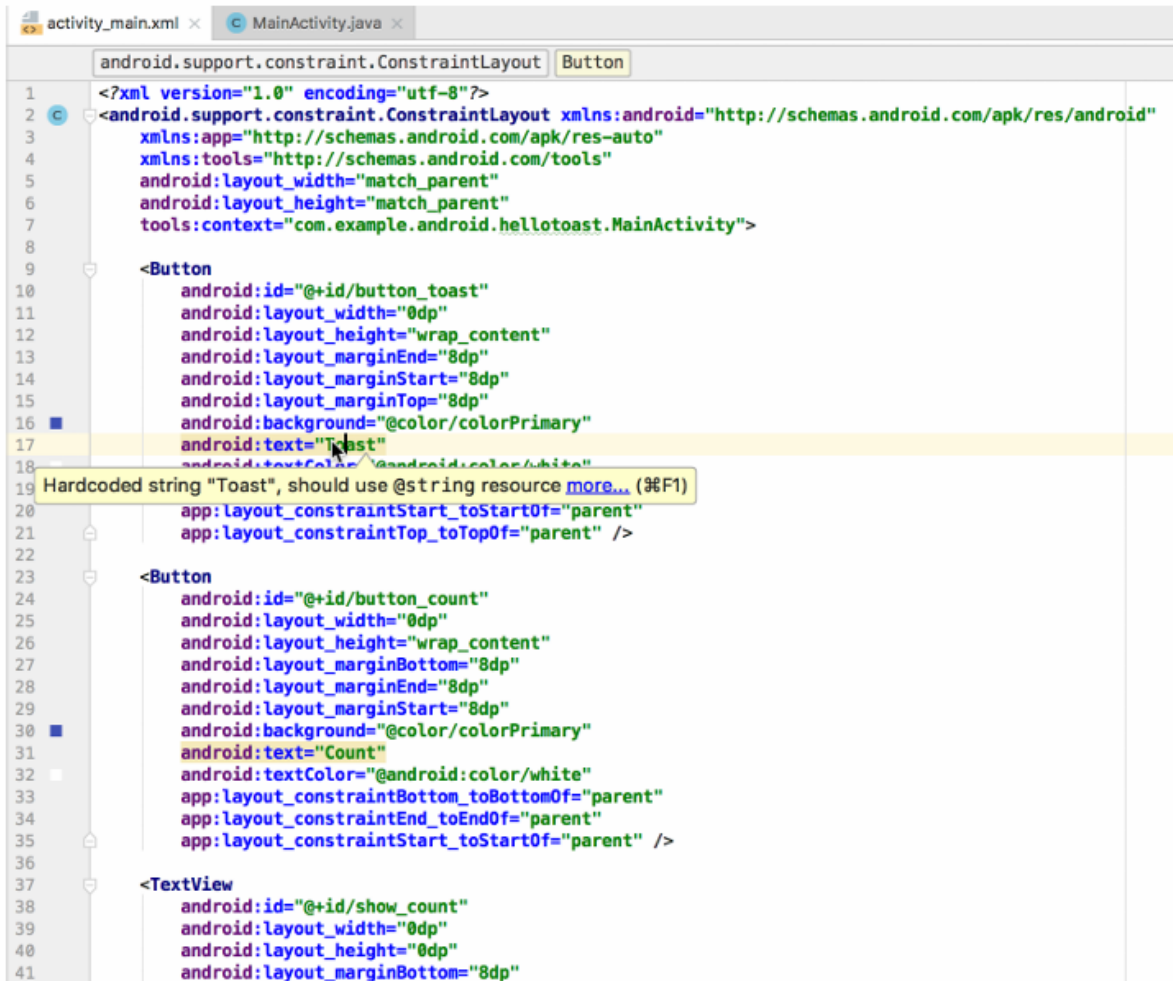 activity_main.xml × MainActivity.java ×
android.support.constraint.ConstraintLayout Button
1 <?xml version="1.0" encoding="utf-8"?>
2 C <android.support.constraint.ConstraintLayout xmlns:android="http://schemas.android.com/apk/res/android"
3 xmlns:app="http://schemas.android.com/apk/res-auto"
4 xmlns:tools="http://schemas.android.com/tools"
5 android:layout_width="match_parent"
6 android:layout_height="match_parent"
7 tools:context="com.example.android.hellotoast.MainActivity">
8
9 <Button
10 android:id="@+id/button_toast"
11 android:layout_width="0dp"
12 android:layout_height="wrap_content"
13 android:layout_marginEnd="8dp"
14 android:layout_marginStart="8dp"
15 android:layout_marginTop="8dp"
16 android:background="@color/colorPrimary"
17 android:text="Toast"
18 android:textColor="@android:color/white"
19 Hardcoded string "Toast", should use @string resource more... (⌘F1)
20 app:layout_constraintStart_toStartOf="parent"
21 app:layout_constraintTop_toTopOf="parent" />
22
23 <Button
24 android:id="@+id/button_count"
25 android:layout_width="0dp"
26 android:layout_height="wrap_content"
27 android:layout_marginBottom="8dp"
28 android:layout_marginEnd="8dp"
29 android:layout_marginStart="8dp"
30 android:background="@color/colorPrimary"
31 android:text="Count"
32 android:textColor="@android:color/white"
33 app:layout_constraintBottom_toBottomOf="parent"
34 app:layout_constraintEnd_toEndOf="parent"
35 app:layout_constraintStart_toStartOf="parent" />
36
37 <TextView
38 android:id="@+id/show_count"
39 android:layout_width="0dp"
40 android:layout_height="0dp"
41 android:layout_marginBottom="8dp"